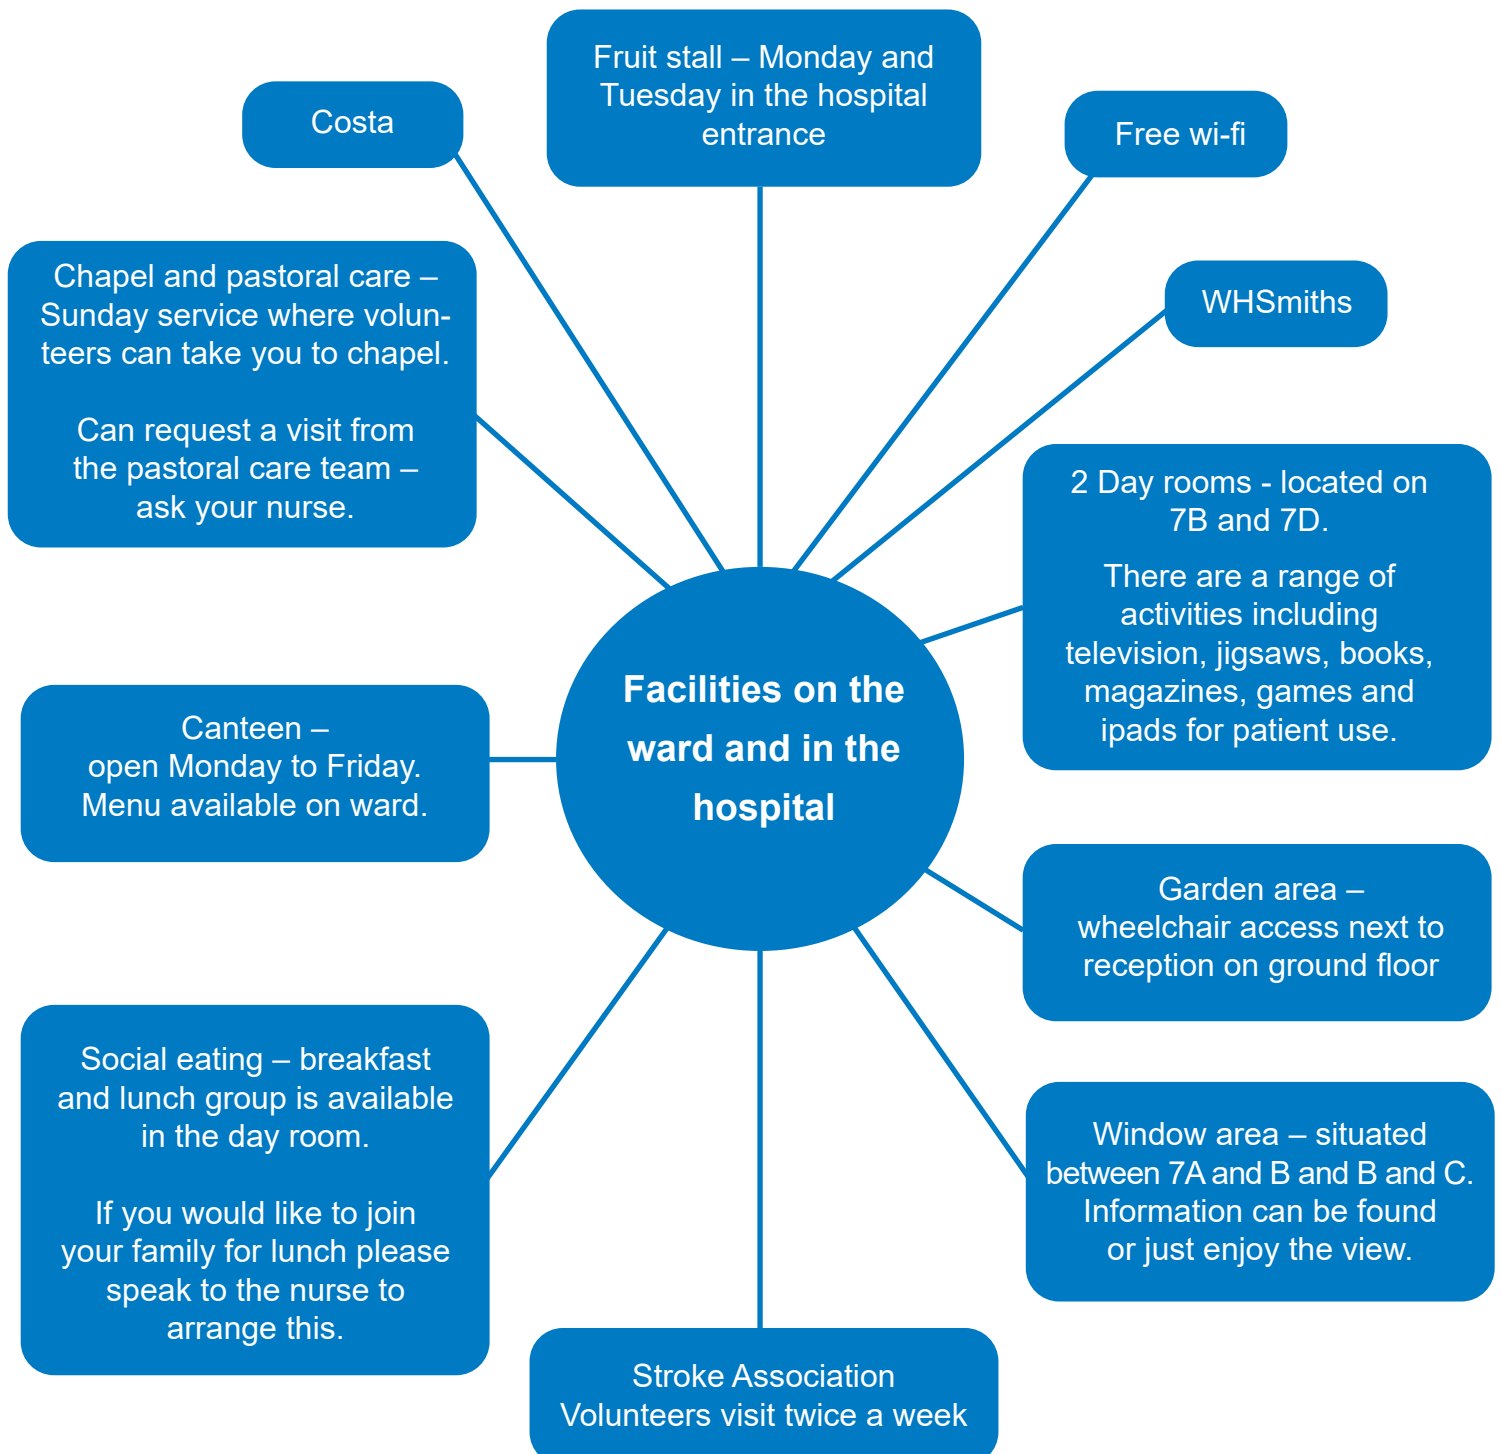 Fruit stall – Monday and
Tuesday in the hospital
entrance
Costa
Free wi-fi
Chapel and pastoral care –
Sunday service where volun-
teers can take you to chapel.
Can request a visit from
the pastoral care team –
ask your nurse.
WHSmiths
2 Day rooms - located on
7B and 7D.
There are a range of
activities including
television, jigsaws, books,
magazines, games and
ipads for patient use.
Facilities on the
ward and in the
hospital
Canteen –
open Monday to Friday.
Menu available on ward.
Garden area –
wheelchair access next to
reception on ground floor
Social eating – breakfast
and lunch group is available
in the day room.
If you would like to join
your family for lunch please
speak to the nurse to
arrange this.
Window area – situated
between 7A and B and B and C.
Information can be found
or just enjoy the view.
Stroke Association
Volunteers visit twice a week